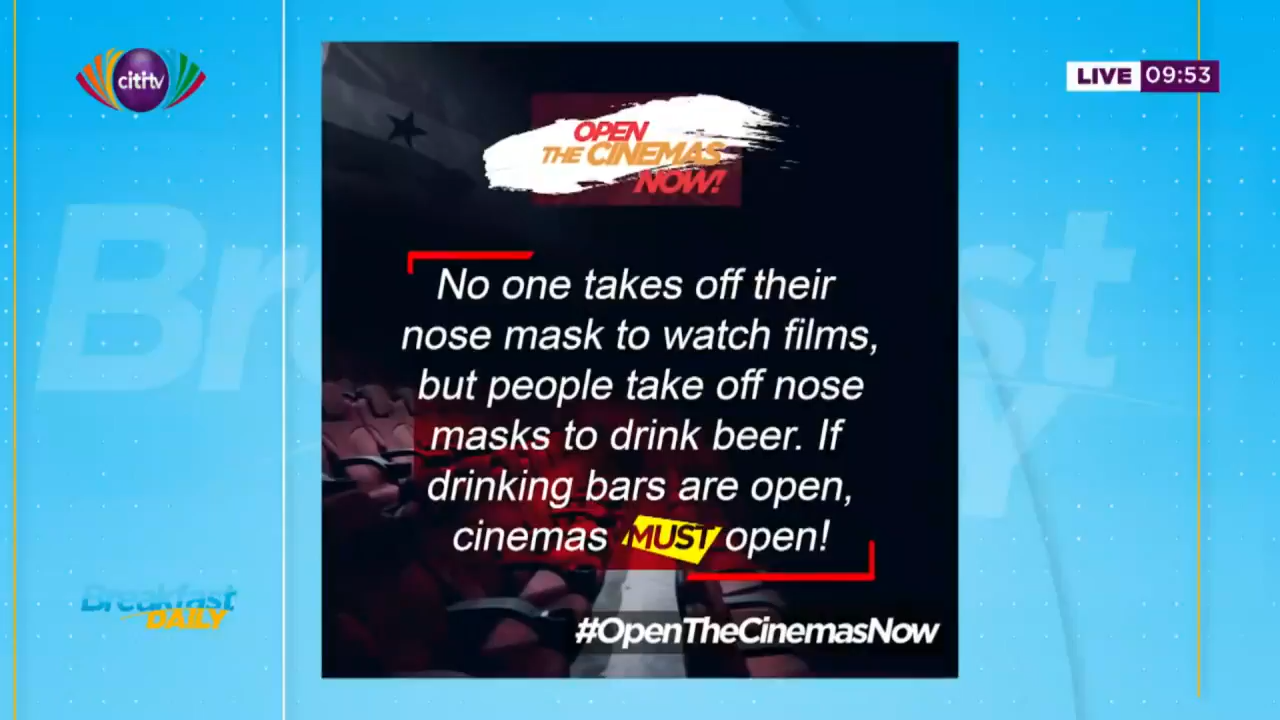 citi tv
LIVE 09:53
OPEN
THE CINEMAS
NOW!
No one takes off their
nose mask to watch films,
but people take off nose
masks to drink beer. If
drinking bars are open,
cinemas MUST open!
#OpenTheCinemasNow
Breakfast
DAILY